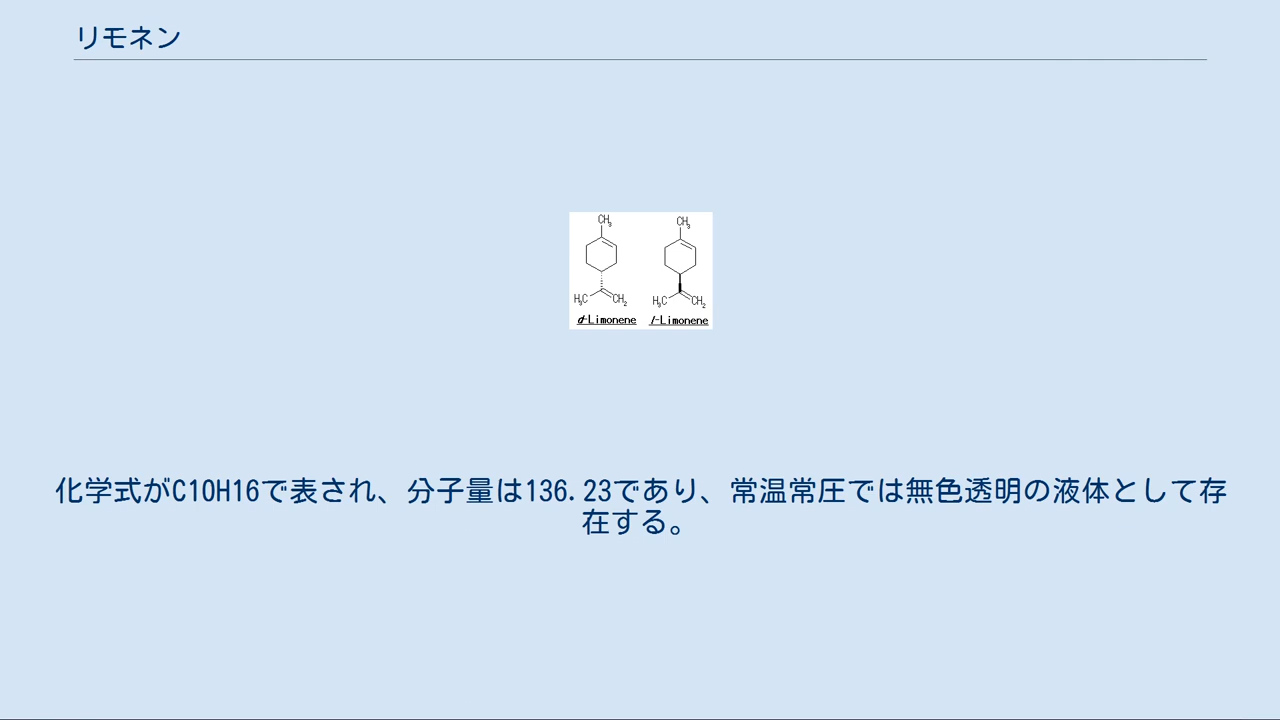 リモネン
CH₃ CH₃
H₃C CH₂ H₃C CH₂
d-Limonene l-Limonene
化学式がC10H16で表され、分子量は136.23であり、常温常圧では無色透明の液体として存
在する。